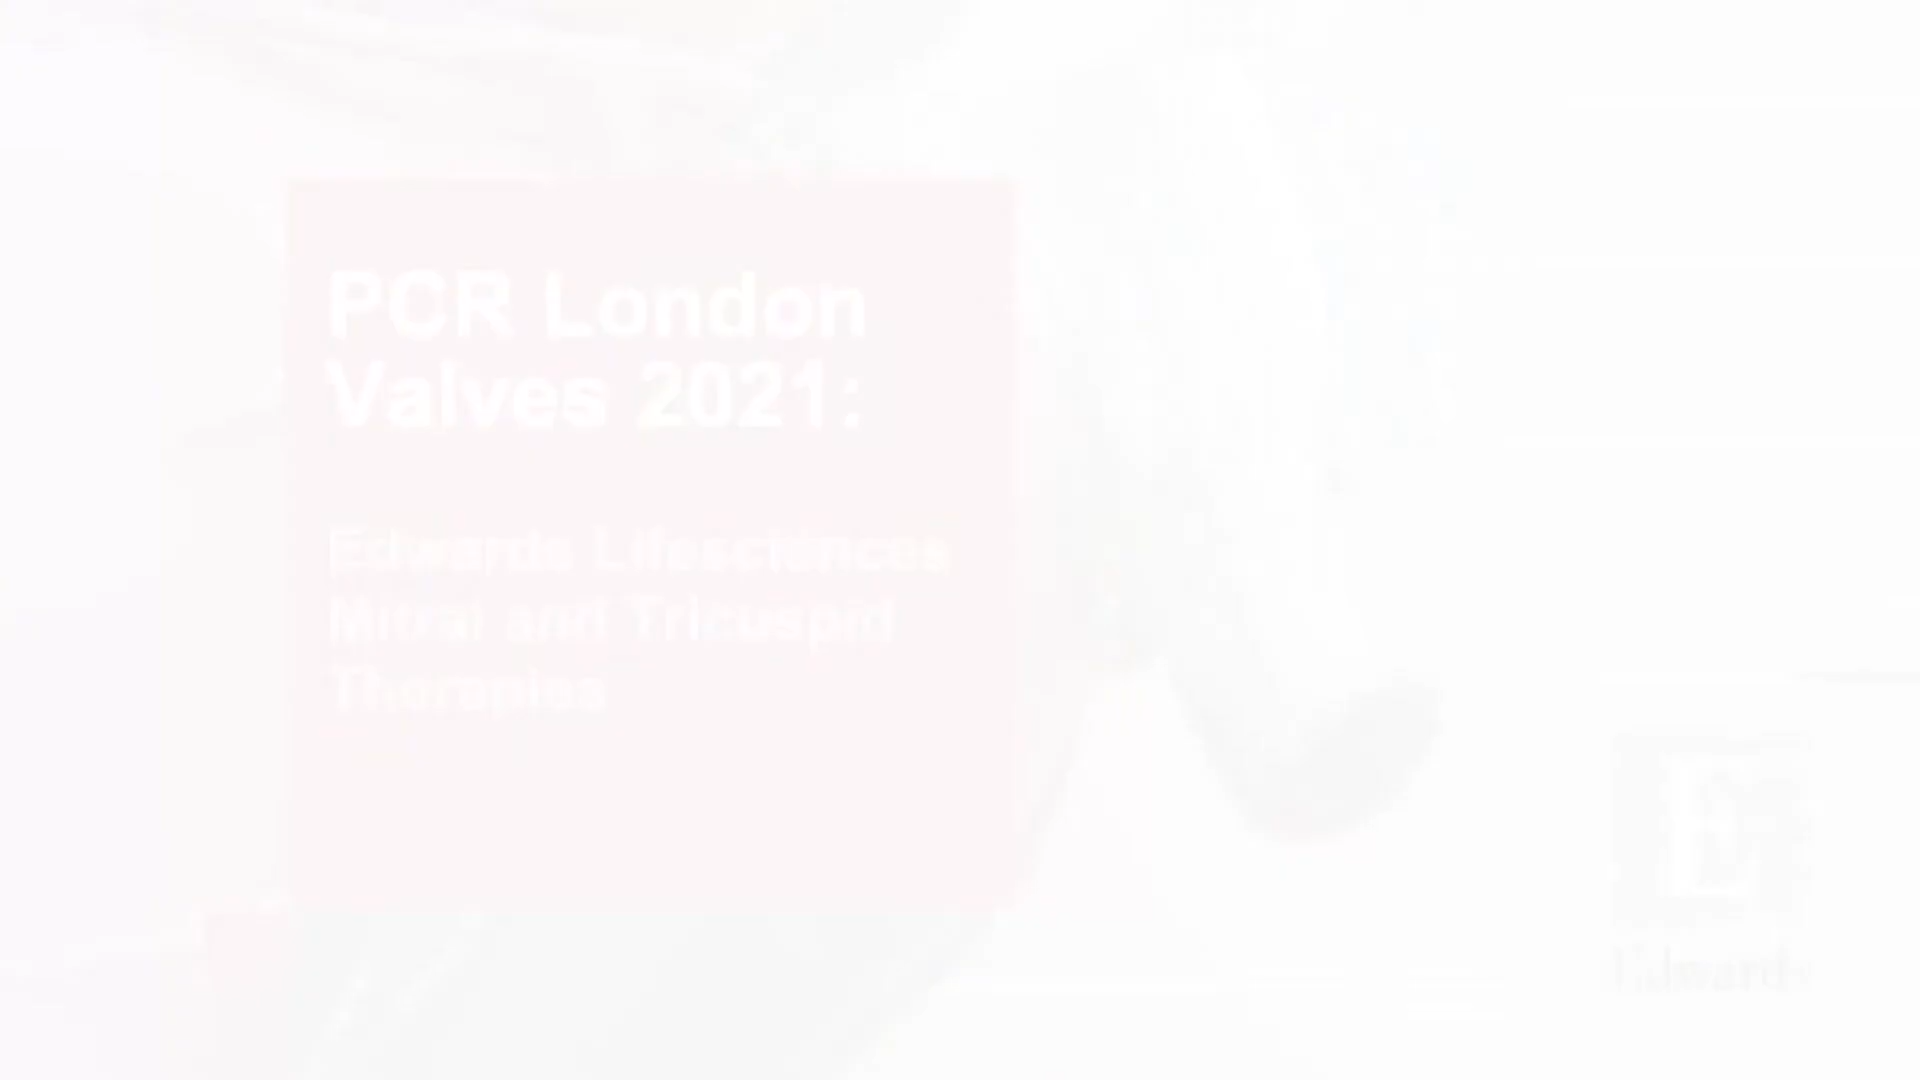 PCR London
Valves 2021:
Edwards Lifesciences
Mitral and Tricuspid
Therapies
E
Edwards